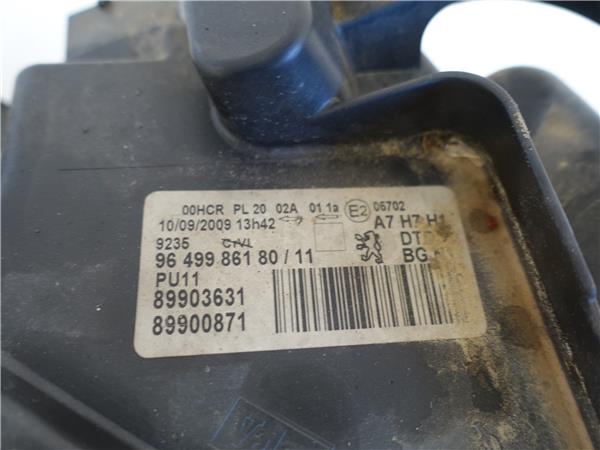 00HCR PL 20 02A 01 1a E2 06702
10/09/2009 13h42 A7 H7 H1
9235 C/VL DT
96 499 861 80 / 11 BG
PU11
89903631
89900871